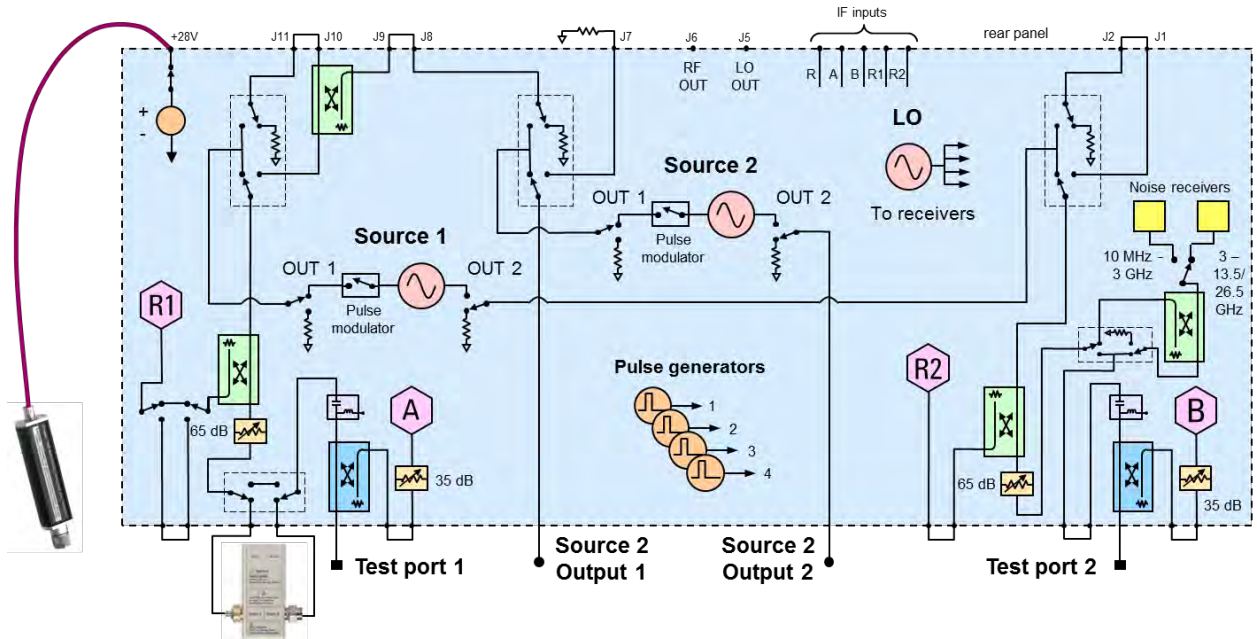 IF inputs
+28V
J11
J10
J9
J8
J7
J6
J5
rear panel
J2
J1
RF
OUT
LO
OUT
R
A
B
R1
R2
+
-
LO
To receivers
Source 2
OUT 1
OUT 2
Pulse
modulator
Noise receivers
10 MHz -
3 GHz
3 –
13.5/
26.5
GHz
Source 1
OUT 1
OUT 2
Pulse
modulator
R1
R2
A
B
Pulse generators
1
2
3
4
65 dB
35 dB
65 dB
35 dB
Test port 1
Source 2
Output 1
Source 2
Output 2
Test port 2